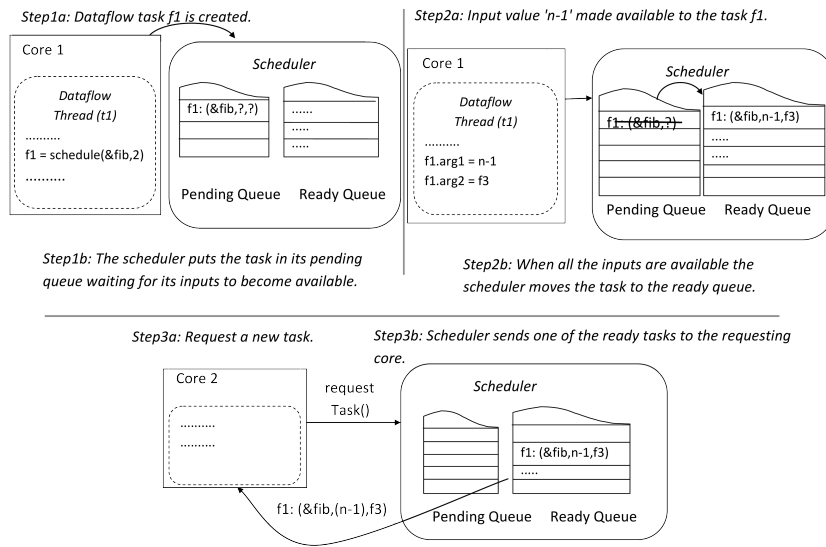 Step1a: Dataflow task f1 is created.
Core 1
Scheduler
Dataflow
Thread (t1)
..........
f1 = schedule(&fib,2)
..........
f1: (&fib,?,?)
......
.....
.....
Pending Queue
Ready Queue
Step1b: The scheduler puts the task in its pending
queue waiting for its inputs to become available.
Step2a: Input value 'n-1' made available to the task f1.
Core 1
Scheduler
Dataflow
Thread (t1)
..........
f1.arg1 = n-1
f1.arg2 = f3
f1: (&fib,?)
f1: (&fib,n-1,f3)
.....
.....
Pending Queue
Ready Queue
Step2b: When all the inputs are available the
scheduler moves the task to the ready queue.
Step3a: Request a new task.
Step3b: Scheduler sends one of the ready tasks to the requesting
core.
Core 2
..........
..........
request
Task()
Scheduler
f1: (&fib,n-1,f3)
.....
Pending Queue
Ready Queue
f1: (&fib,(n-1),f3)